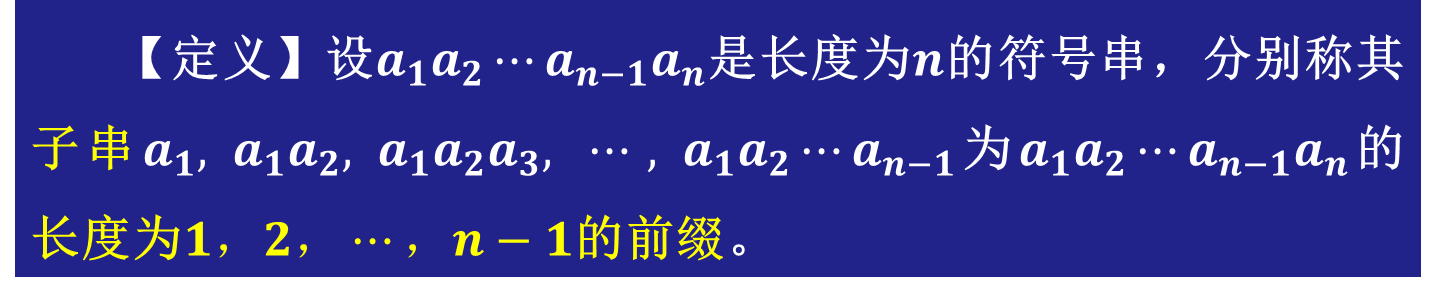 【定义】设a₁a₂⋯aₙ₋₁aₙ是长度为n的符号串，分别称其
子串a₁, a₁a₂, a₁a₂a₃, ⋯ , a₁a₂⋯aₙ₋₁为a₁a₂⋯aₙ₋₁aₙ的
长度为1，2，⋯，n − 1的前缀。